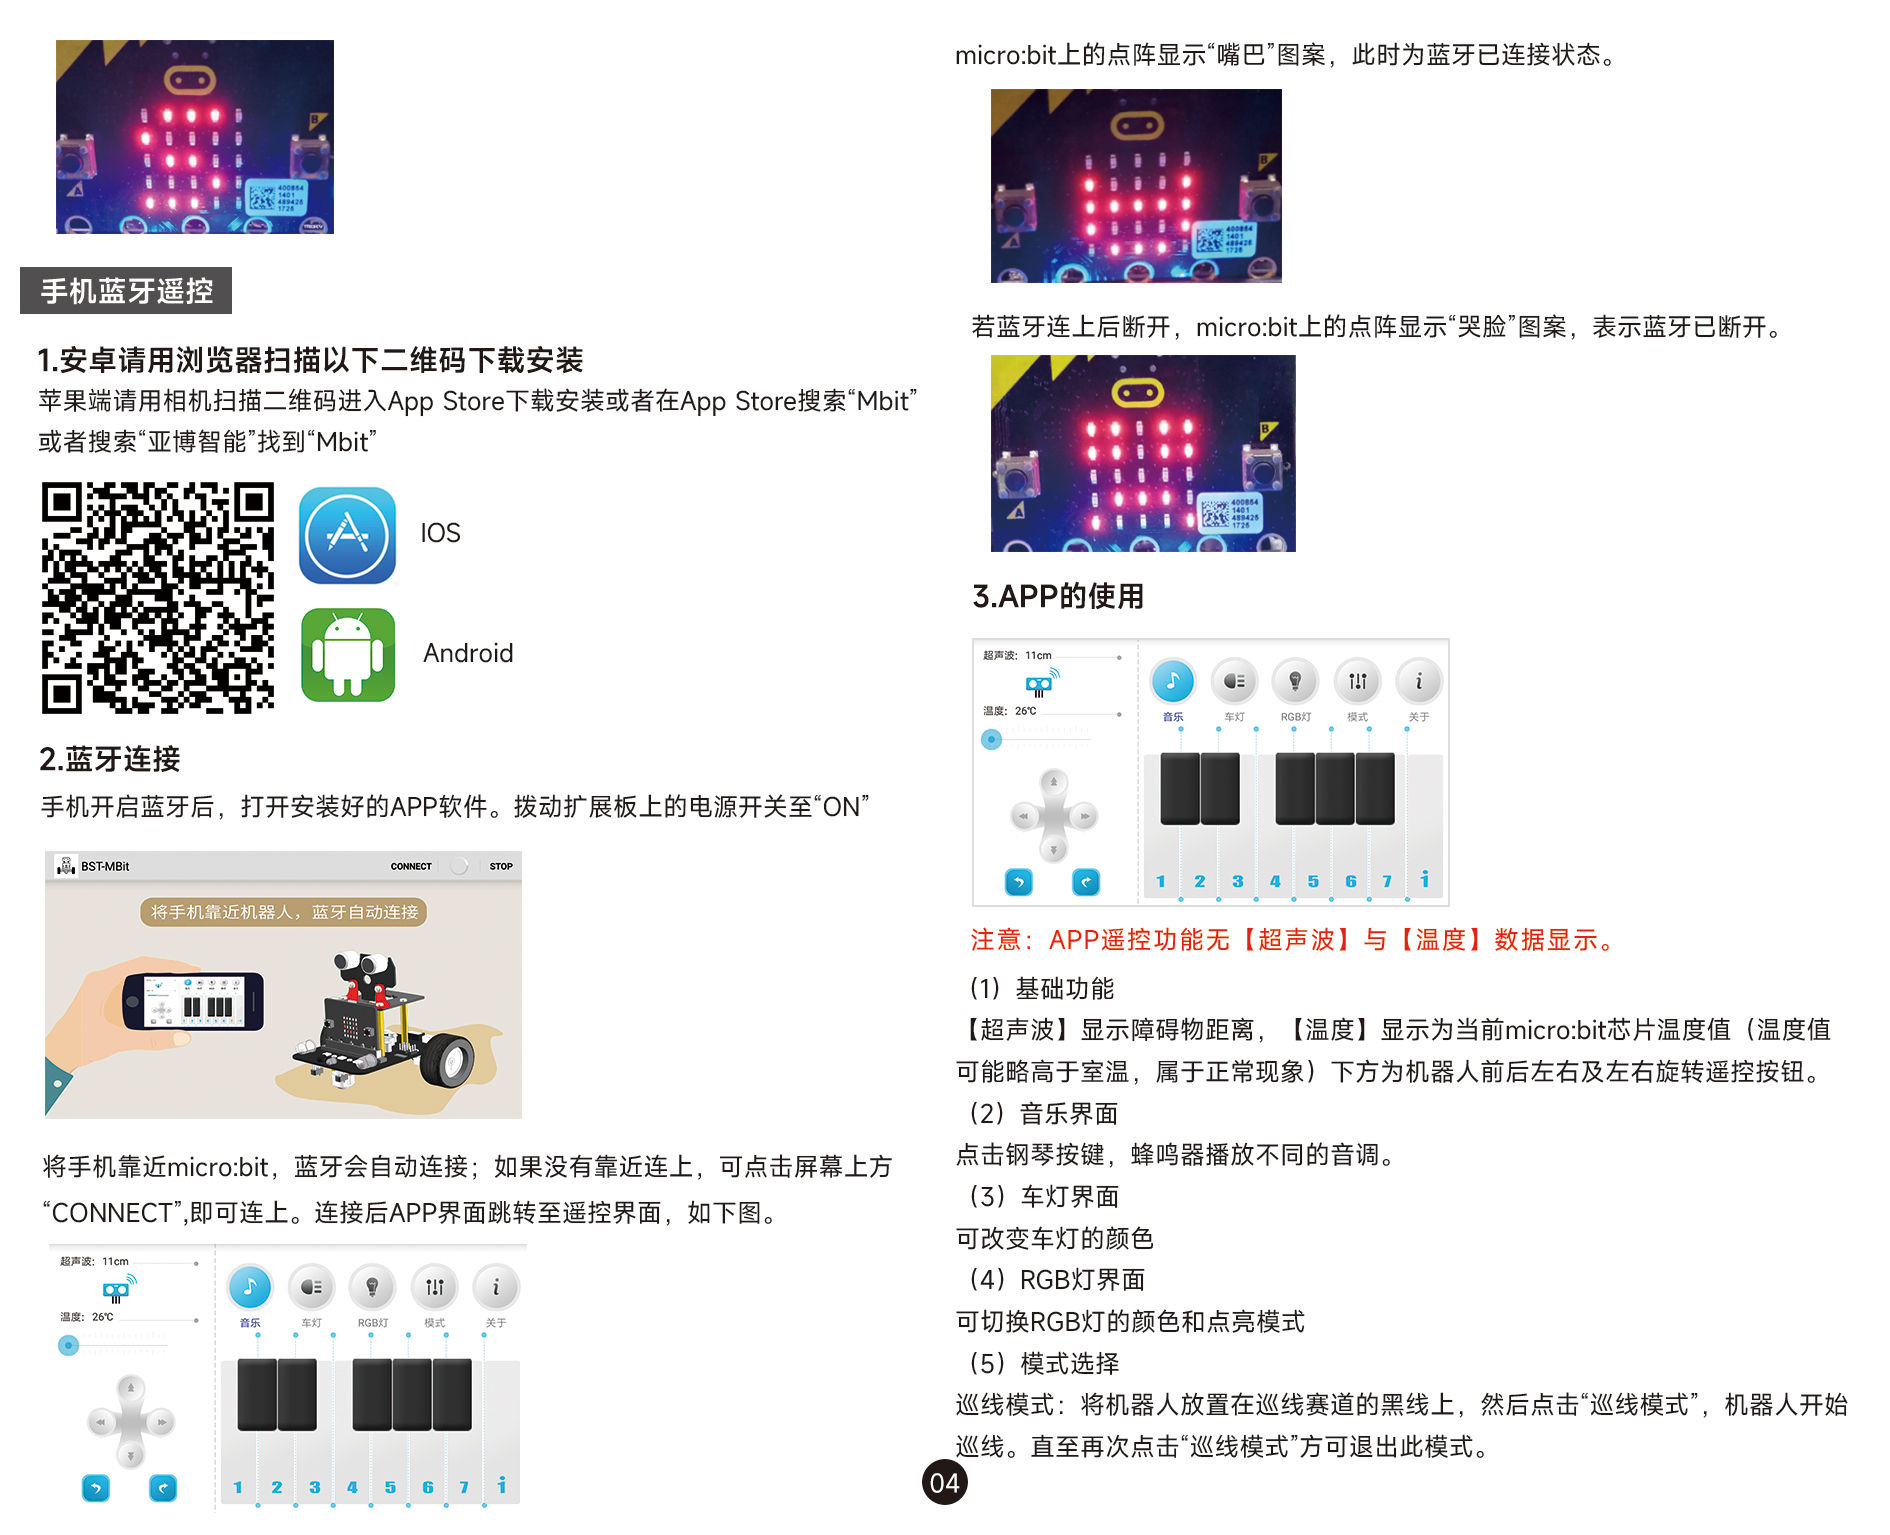 B
A
400864
1401
489425
1725
手机蓝牙遥控
1.安卓请用浏览器扫描以下二维码下载安装
苹果端请用相机扫描二维码进入App Store下载安装或者在App Store搜索“Mbit”
或者搜索“亚博智能”找到“Mbit”
IOS
Android
2.蓝牙连接
手机开启蓝牙后，打开安装好的APP软件。拨动扩展板上的电源开关至“ON”
BST-MBit CONNECT STOP
将手机靠近机器人，蓝牙自动连接
将手机靠近micro:bit，蓝牙会自动连接；如果没有靠近连上，可点击屏幕上方
“CONNECT”,即可连上。连接后APP界面跳转至遥控界面，如下图。
超声波：11cm
温度：26℃
音乐 车灯 RGB灯 模式 关于
1 2 3 4 5 6 7 i
micro:bit上的点阵显示“嘴巴”图案，此时为蓝牙已连接状态。
B
A
400864
1401
489425
1725
若蓝牙连上后断开，micro:bit上的点阵显示“哭脸”图案，表示蓝牙已断开。
B
A
400864
1401
489425
1725
3.APP的使用
超声波：11cm
温度：26℃
音乐 车灯 RGB灯 模式 关于
1 2 3 4 5 6 7 i
注意：APP遥控功能无【超声波】与【温度】数据显示。
（1）基础功能
【超声波】显示障碍物距离，【温度】显示为当前micro:bit芯片温度值（温度值
可能略高于室温，属于正常现象）下方为机器人前后左右及左右旋转遥控按钮。
（2）音乐界面
点击钢琴按键，蜂鸣器播放不同的音调。
（3）车灯界面
可改变车灯的颜色
（4）RGB灯界面
可切换RGB灯的颜色和点亮模式
（5）模式选择
巡线模式：将机器人放置在巡线赛道的黑线上，然后点击“巡线模式”，机器人开始
巡线。直至再次点击“巡线模式”方可退出此模式。
04